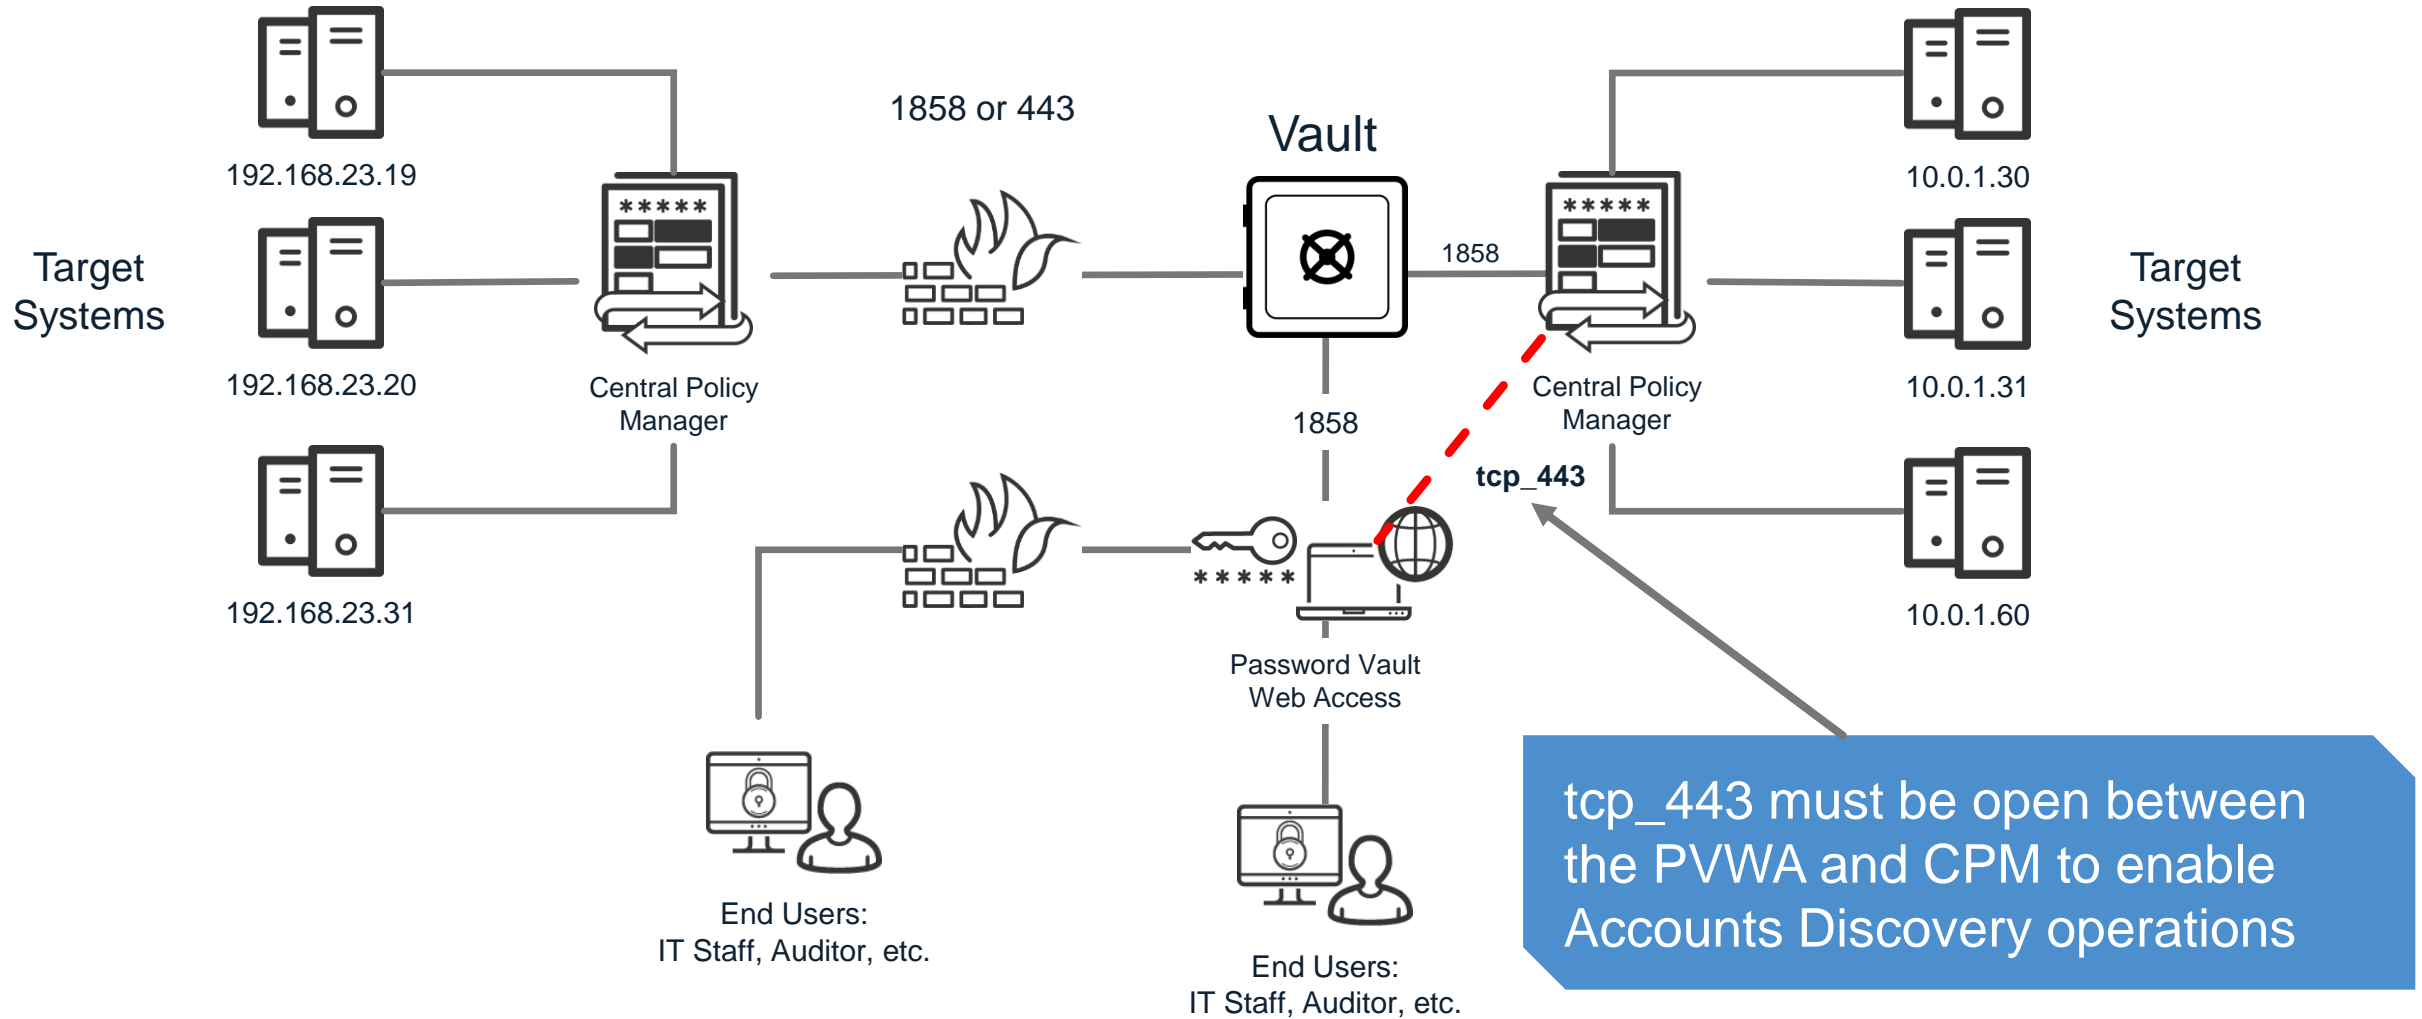 1858 or 443
Vault
192.168.23.19
10.0.1.30
*****
*****
1858
Target
Systems
Target
Systems
192.168.23.20
10.0.1.31
Central Policy
Manager
Central Policy
Manager
1858
tcp_443
*****
192.168.23.31
10.0.1.60
Password Vault
Web Access
tcp_443 must be open between
the PVWA and CPM to enable
Accounts Discovery operations
End Users:
IT Staff, Auditor, etc.
End Users:
IT Staff, Auditor, etc.